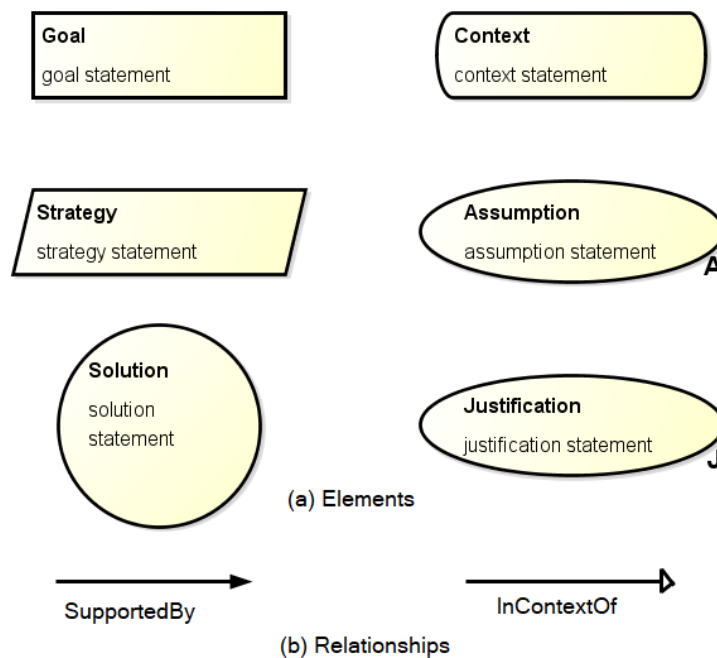 Goal
goal statement
Context
context statement
Strategy
strategy statement
Assumption
assumption statement
A
Solution
solution
statement
Justification
justification statement
J
(a) Elements
SupportedBy
InContextOf
(b) Relationships